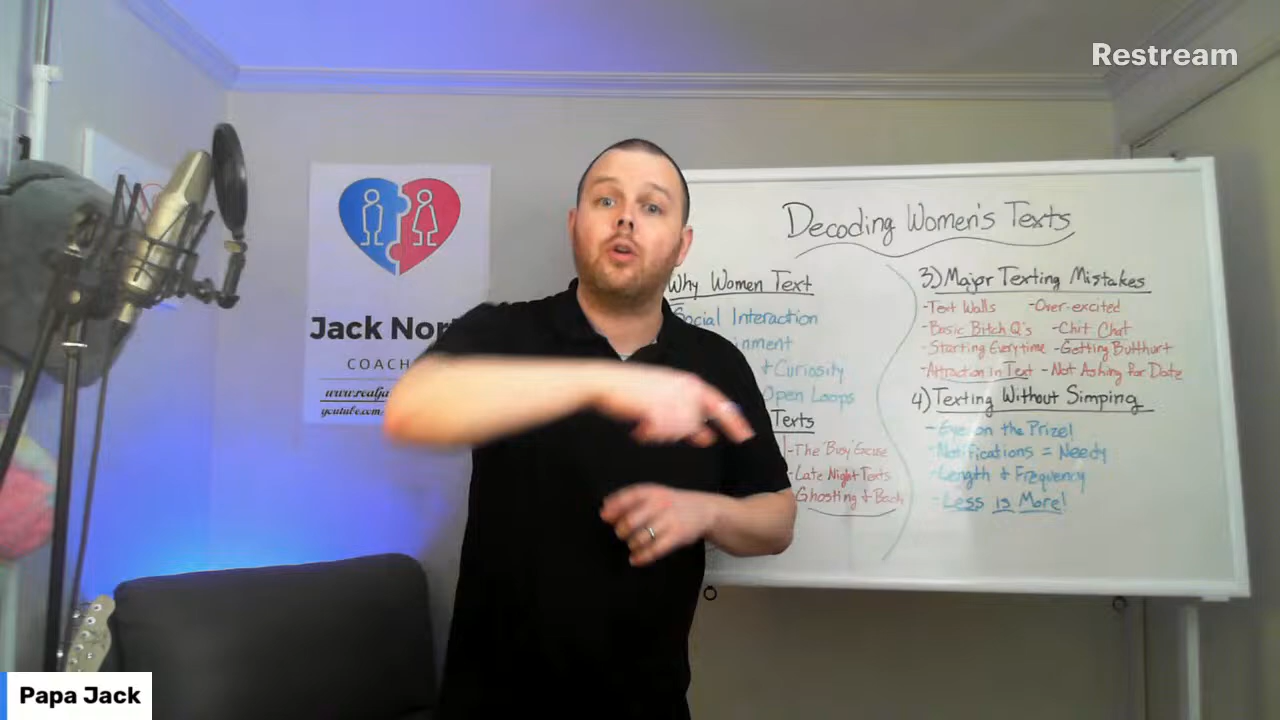 Restream
Decoding Women's Texts
Why Women Text
Social Interaction
+ Curiosity
Open Loops
Texts
-The 'Busy' Excuse
-Late Night Texts
Ghosting + Back
3) Major Texting Mistakes
-Text Walls -Over-excited
-Basic Bitch Q's -Chit Chat
-Starting Everytime -Getting Butthurt
-Attraction in Text -Not Asking for Date
4) Texting Without Simping
-Eye on the Prize!
-Notifications = Needy
-Length + Frequency
-Less is More!
Jack Nor
COACH
youtube.com/
Papa Jack